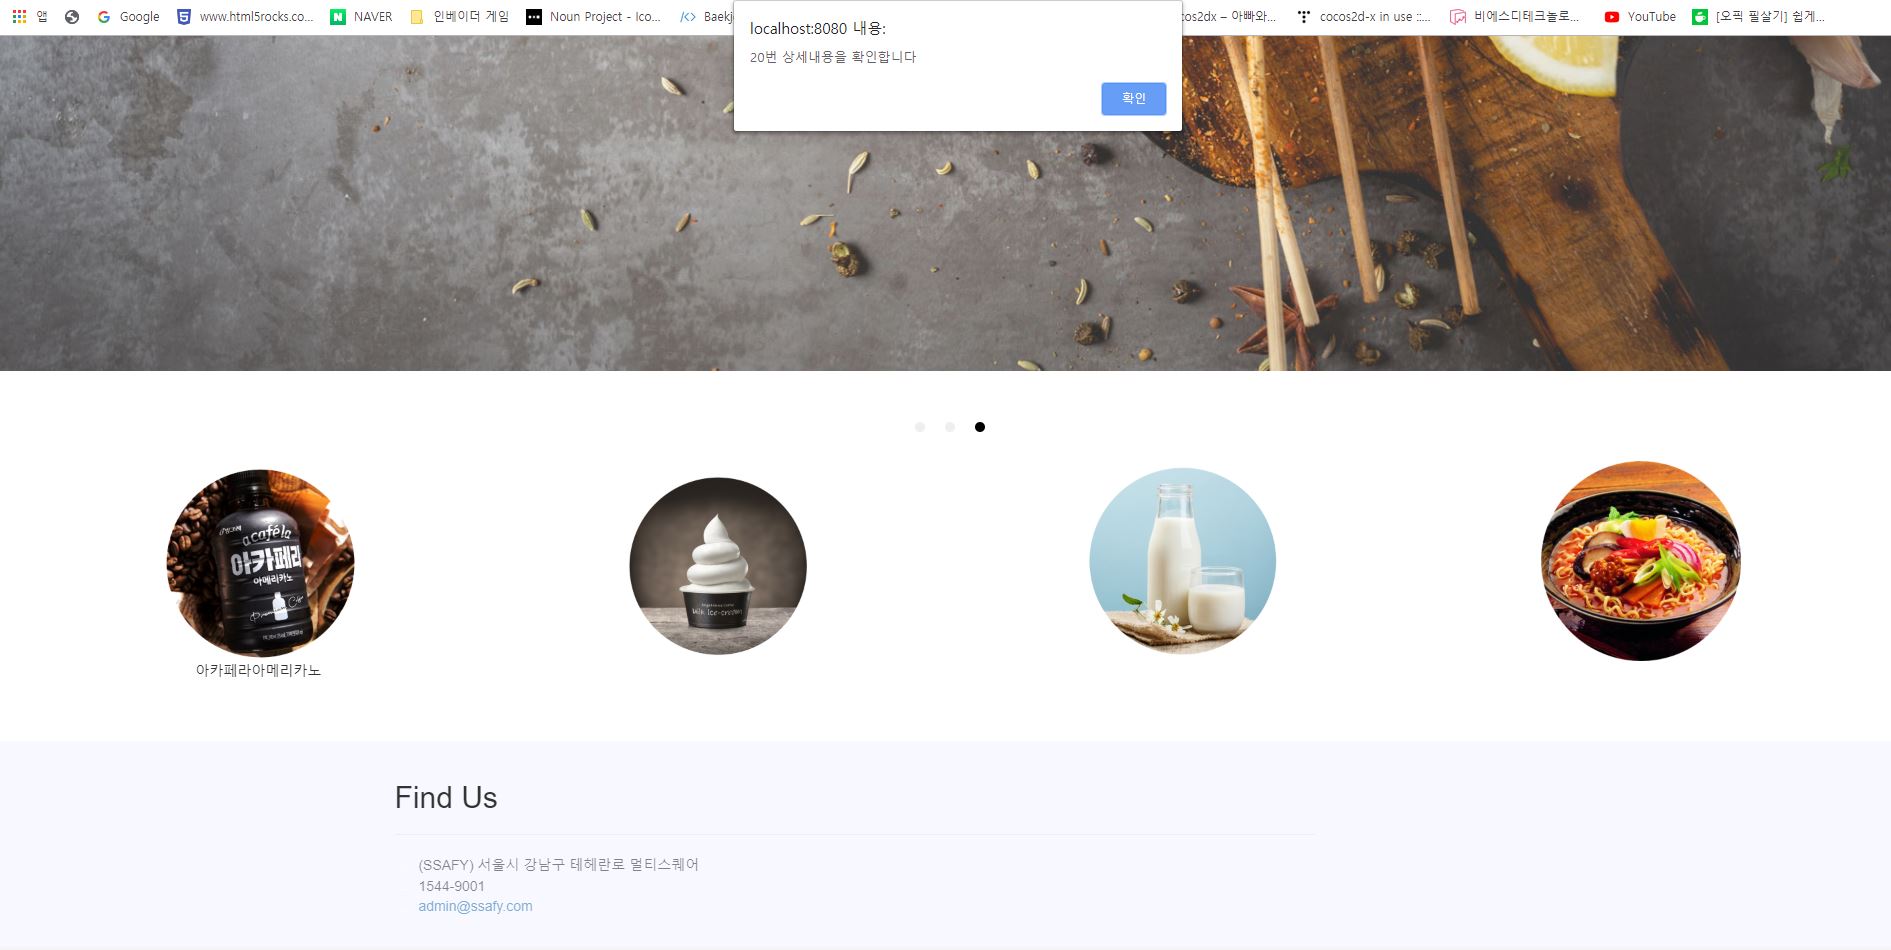 앱
Google
www.html5rocks.co...
NAVER
인베이더 게임
Noun Project - Ico...
Baekj
cos2dx – 아빠와...
cocos2d-x in use ::...
비에스디테크놀로...
YouTube
[오픽 필살기] 쉽게...
localhost:8080 내용:
20번 상세내용을 확인합니다
확인
a cafela
아카페라
아메리카노
Milk Ice-cream
아카페라아메리카노
Find Us
(SSAFY) 서울시 강남구 테헤란로 멀티스퀘어
1544-9001
admin@ssafy.com